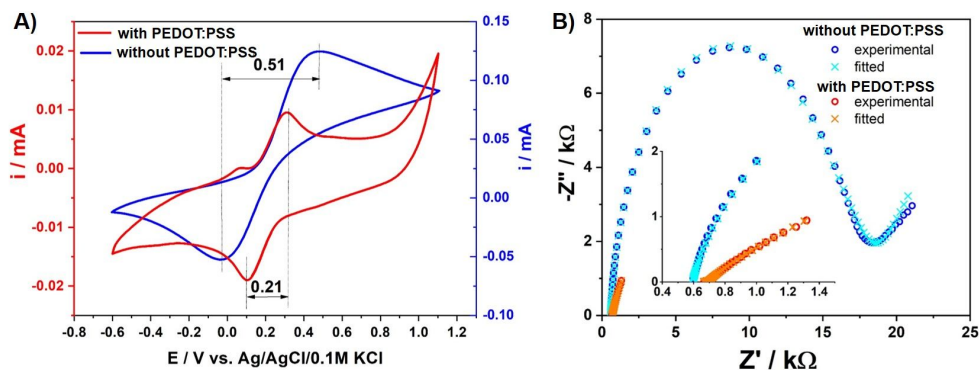 A)
with PEDOT:PSS
without PEDOT:PSS
0.51
0.21
0.02
0.01
0.00
-0.01
-0.02
i / mA
0.15
0.10
0.05
0.00
-0.05
-0.10
i / mA
-0.8 -0.6 -0.4 -0.2 0.0 0.2 0.4 0.6 0.8 1.0 1.2
E / V vs. Ag/AgCl/0.1M KCl
B)
without PEDOT:PSS
experimental
fitted
with PEDOT:PSS
experimental
fitted
-8
-6
-4
-2
0
-Z" / kΩ
2
1
0
0.4 0.6 0.8 1.0 1.2 1.4
0 5 10 15 20 25
Z' / kΩ